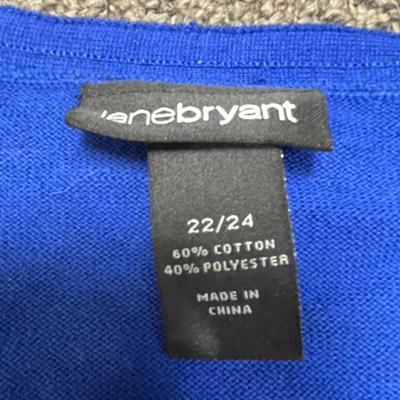 lanebryant
22/24
60% COTTON
40% POLYESTER
MADE IN
CHINA